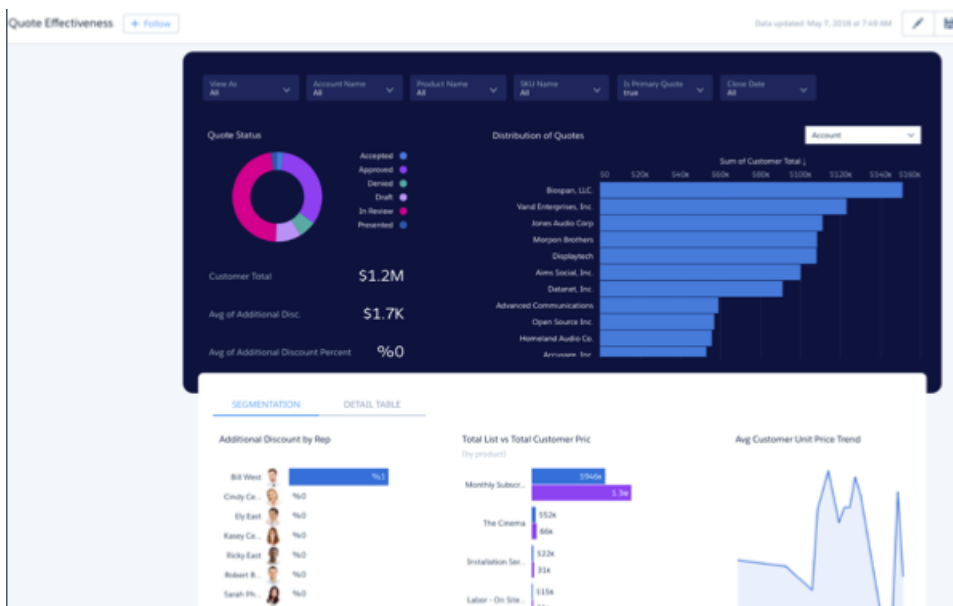 Quote Effectiveness + Follow
Data updated: May 7, 2018 at 7:49 AM
View As Account Name Product Name SKU Name Is Primary Quote Close Date
All All All All true All
Quote Status
Accepted
Approved
Denied
Draft
In Review
Presented
Customer Total $1.2M
Avg of Additional Disc. $1.7K
Avg of Additional Discount Percent %0
Distribution of Quotes
Account
Sum of Customer Total ↓
$0 $20K $40K $60K $80K $100K $120K $140K $160K
Biospan, LLC.
Vand Enterprises, Inc.
Jones Audio Corp
Morpon Brothers
Displaytech
Aims Social, Inc.
Datanet, Inc.
Advanced Communications
Open Source Inc.
Homeland Audio Co.
Accuvare, Inc.
SEGMENTATION DETAIL TABLE
Additional Discount by Rep
Bill West %1
Cindy Ce... %0
Ely East %0
Kasey Ce... %0
Ricky East %0
Robert B... %0
Sarah Ph... %0
Total List vs Total Customer Pric
(by product)
Monthly Subscr... $946K
1.3M
The Cinema $52K
66K
Installation Ser... $22K
31K
Labor - On Site... $15K
Avg Customer Unit Price Trend